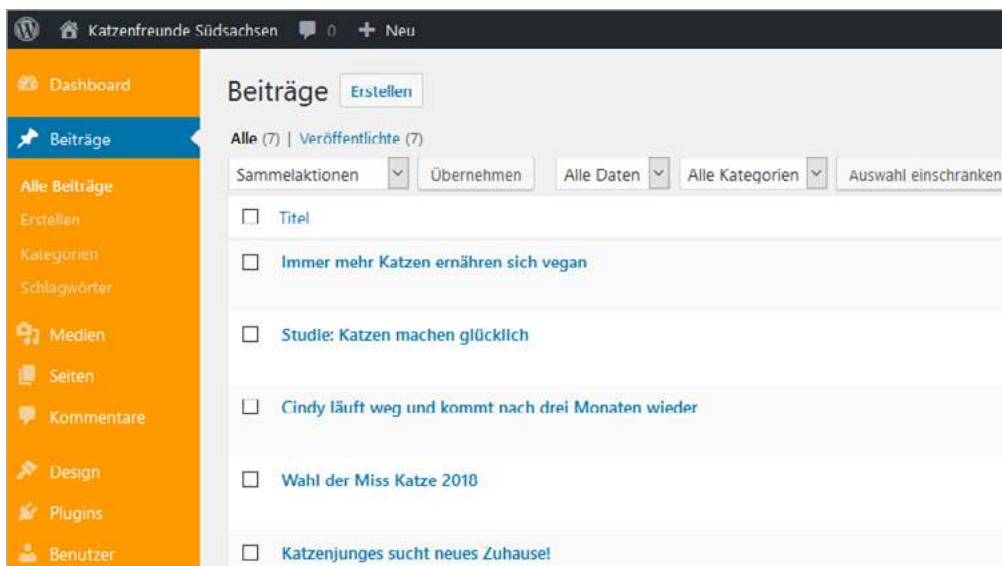 Katzenfreunde Südsachsen 0 + Neu
Dashboard
Beiträge
Alle Beiträge
Erstellen
Kategorien
Schlagwörter
Medien
Seiten
Kommentare
Design
Plugins
Benutzer
Beiträge Erstellen
Alle (7) | Veröffentlichte (7)
Sammelaktionen Übernehmen Alle Daten Alle Kategorien Auswahl einschränken
Titel
Immer mehr Katzen ernähren sich vegan
Studie: Katzen machen glücklich
Cindy läuft weg und kommt nach drei Monaten wieder
Wahl der Miss Katze 2018
Katzenjunges sucht neues Zuhause!